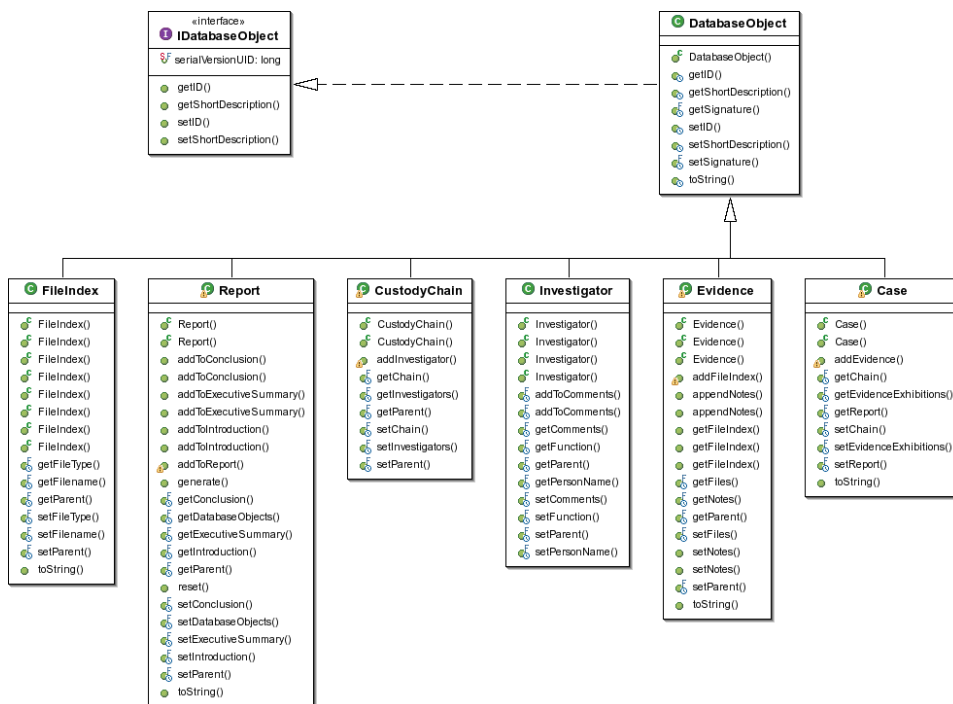 «interface»
IDatabaseObject
serialVersionUID: long
getID()
getShortDescription()
setID()
setShortDescription()
DatabaseObject
DatabaseObject()
getID()
getShortDescription()
getSignature()
setID()
setShortDescription()
setSignature()
toString()
FileIndex
FileIndex()
FileIndex()
FileIndex()
FileIndex()
FileIndex()
FileIndex()
FileIndex()
FileIndex()
getFileType()
getFilename()
getParent()
setFileType()
setFilename()
setParent()
toString()
Report
Report()
Report()
addToConclusion()
addToConclusion()
addToExecutiveSummary()
addToExecutiveSummary()
addToIntroduction()
addToIntroduction()
addToReport()
generate()
getConclusion()
getDatabaseObjects()
getExecutiveSummary()
getIntroduction()
getParent()
reset()
setConclusion()
setDatabaseObjects()
setExecutiveSummary()
setIntroduction()
setParent()
toString()
CustodyChain
CustodyChain()
CustodyChain()
addInvestigator()
getChain()
getInvestigators()
getParent()
setChain()
setInvestigators()
setParent()
Investigator
Investigator()
Investigator()
Investigator()
Investigator()
addToComments()
addToComments()
getComments()
getFunction()
getParent()
getPersonName()
setComments()
setFunction()
setParent()
setPersonName()
Evidence
Evidence()
Evidence()
Evidence()
addFileIndex()
appendNotes()
appendNotes()
getFileIndex()
getFileIndex()
getFileIndex()
getFiles()
getNotes()
getParent()
setFiles()
setNotes()
setNotes()
setParent()
toString()
Case
Case()
Case()
addEvidence()
getChain()
getEvidenceExhibitions()
getReport()
setChain()
setEvidenceExhibitions()
setReport()
toString()